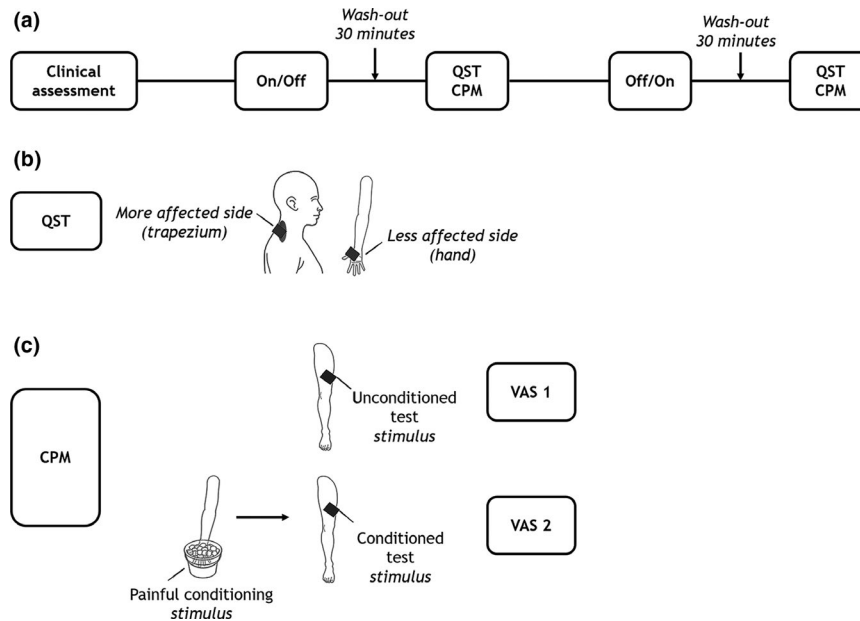 (a)
Wash-out
30 minutes
Wash-out
30 minutes
Clinical
assessment
On/Off
QST
CPM
Off/On
QST
CPM
(b)
QST
More affected side
(trapezium)
Less affected side
(hand)
(c)
CPM
Unconditioned
test
stimulus
VAS 1
Painful conditioning
stimulus
Conditioned
test
stimulus
VAS 2